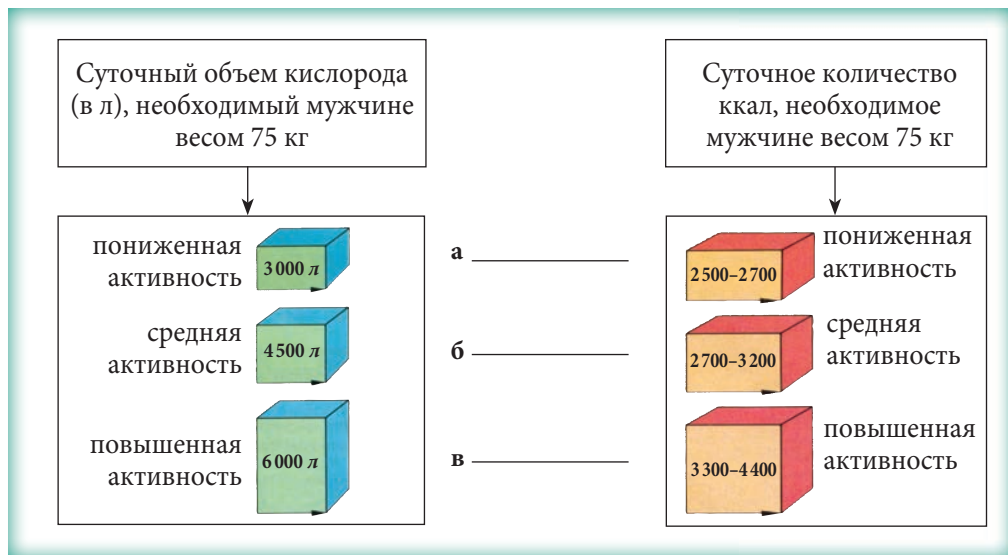 Суточный объем кислорода
(в л), необходимый мужчине
весом 75 кг
Суточное количество
ккал, необходимое
мужчине весом 75 кг
пониженная
активность
3 000 л
средняя
активность
4 500 л
повышенная
активность
6 000 л
а
б
в
2 500–2 700
пониженная
активность
2 700–3 200
средняя
активность
3 300–4 400
повышенная
активность